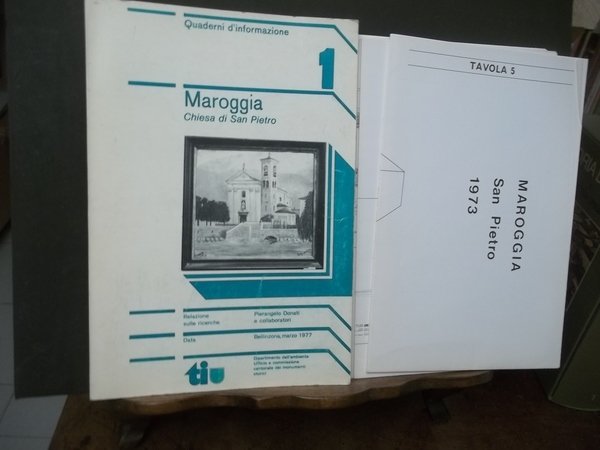 Quaderni d'informazione
1
Maroggia
Chiesa di San Pietro
Relazione
sulle ricerche
Pierangelo Donati
e collaboratori
Data
Bellinzona, marzo 1977
tiu
Dipartimento dell'ambiente
Ufficio e commissione
cantonale dei monumenti
storici
TAVOLA 5
MAROGGIA
San Pietro
1973